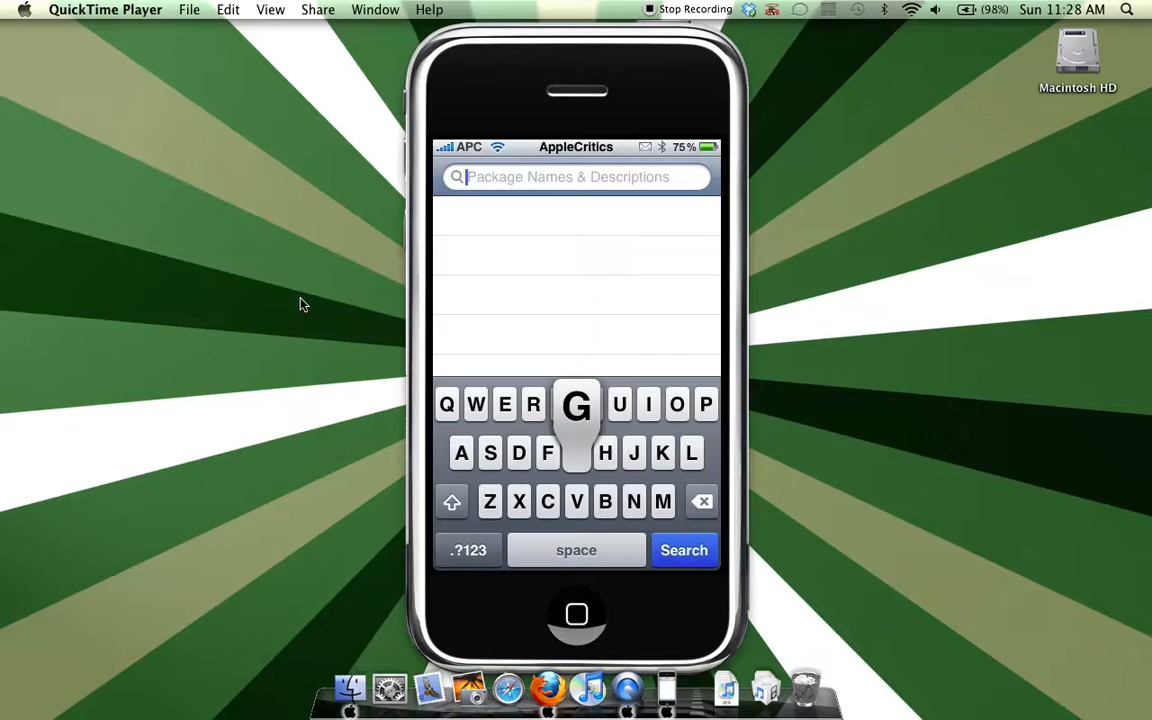 QuickTime Player File Edit View Share Window Help Stop Recording (98%) Sun 11:28 AM
Macintosh HD
APC AppleCritics 75%
Package Names & Descriptions
Q W E R G U I O P
A S D F H J K L
Z X C V B N M
.?123 space Search